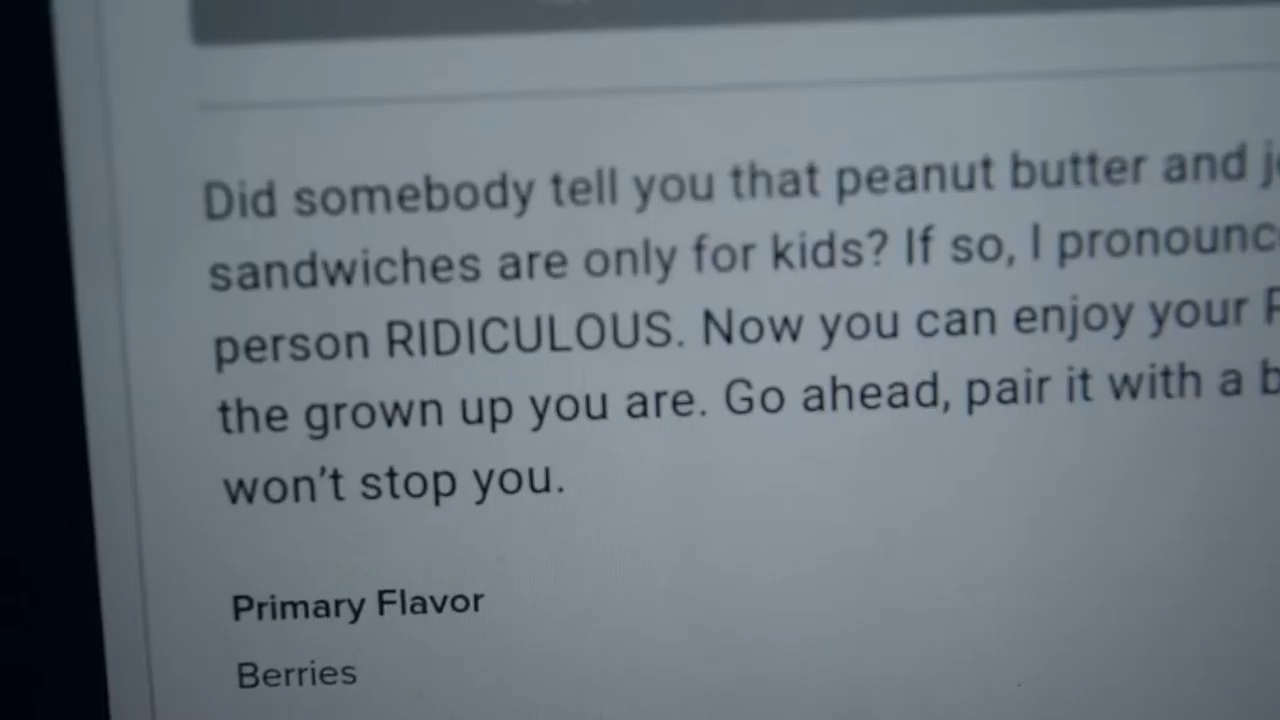 Did somebody tell you that peanut butter and
sandwiches are only for kids? If so, I
person RIDICULOUS. Now you can enjoy your
the grown up you are. Go ahead, pair it with a
won't stop you.
Primary Flavor
Berries